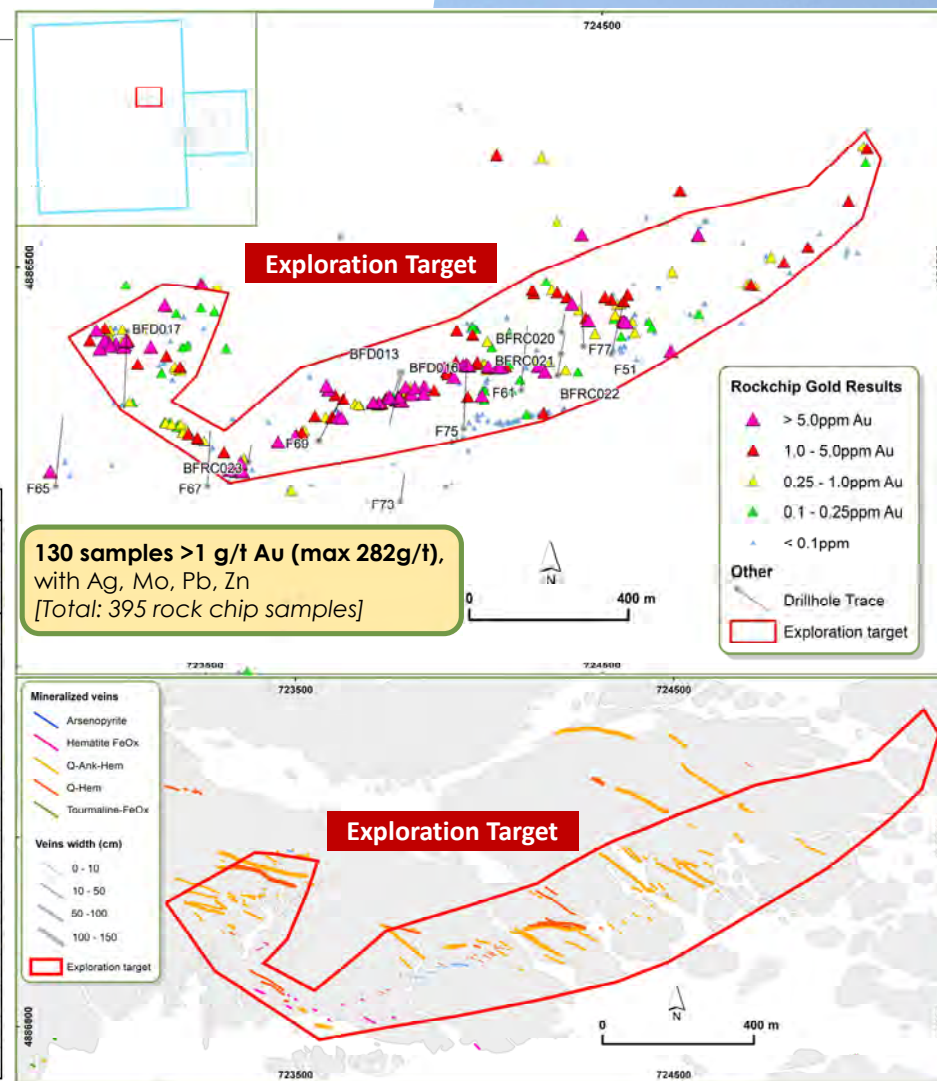 724500
4886500
Exploration Target
BFD017
BFD013
BFD016
BFRC020
BFRC021
BFRC022
F77
F51
F61
F75
F69
BFRC023
F65
F67
F73
Rockchip Gold Results
> 5.0ppm Au
1.0 - 5.0ppm Au
0.25 - 1.0ppm Au
0.1 - 0.25ppm Au
< 0.1ppm
Other
Drillhole Trace
Exploration target
130 samples >1 g/t Au (max 282g/t),
with Ag, Mo, Pb, Zn
[Total: 395 rock chip samples]
N
0 400 m
723500
724500
Mineralized veins
Arsenopyrite
Hematite FeOx
Q-Ank-Hem
Q-Hem
Tourmaline-FeOx
Veins width (cm)
0 - 10
10 - 50
50 -100
100 - 150
Exploration target
723500
724500
Exploration Target
4886000
N
0 400 m
723500
724500